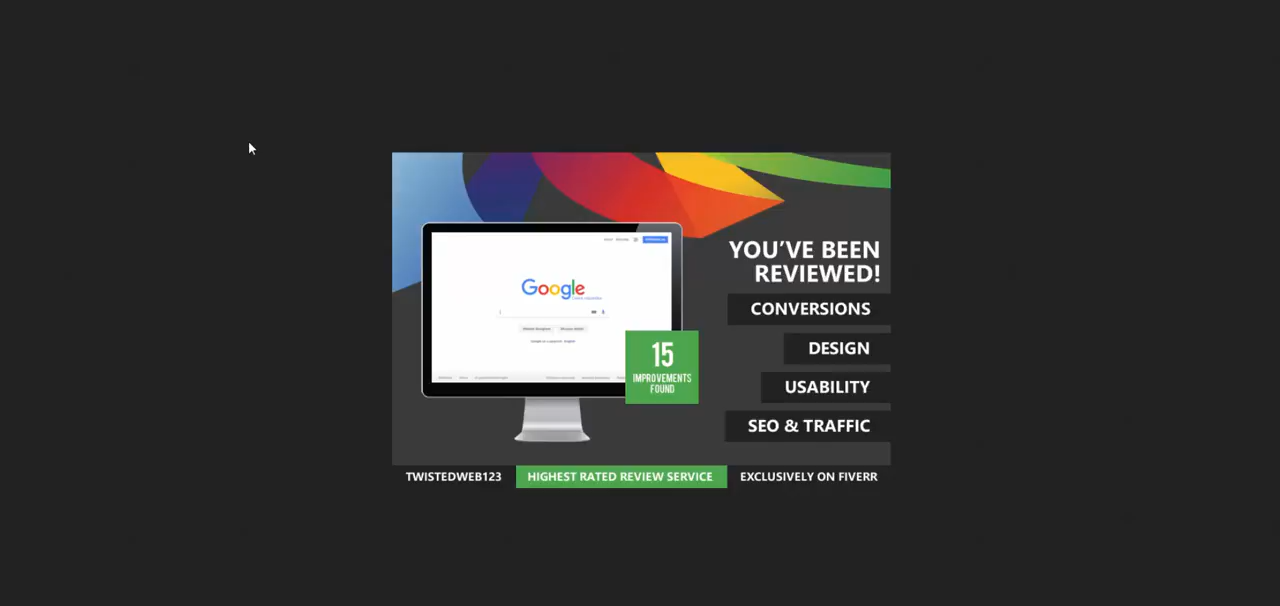 YOU'VE BEEN
REVIEWED!
Google
CONVERSIONS
DESIGN
USABILITY
SEO & TRAFFIC
15
IMPROVEMENTS
FOUND
TWISTEDWEB123
HIGHEST RATED REVIEW SERVICE
EXCLUSIVELY ON FIVERR